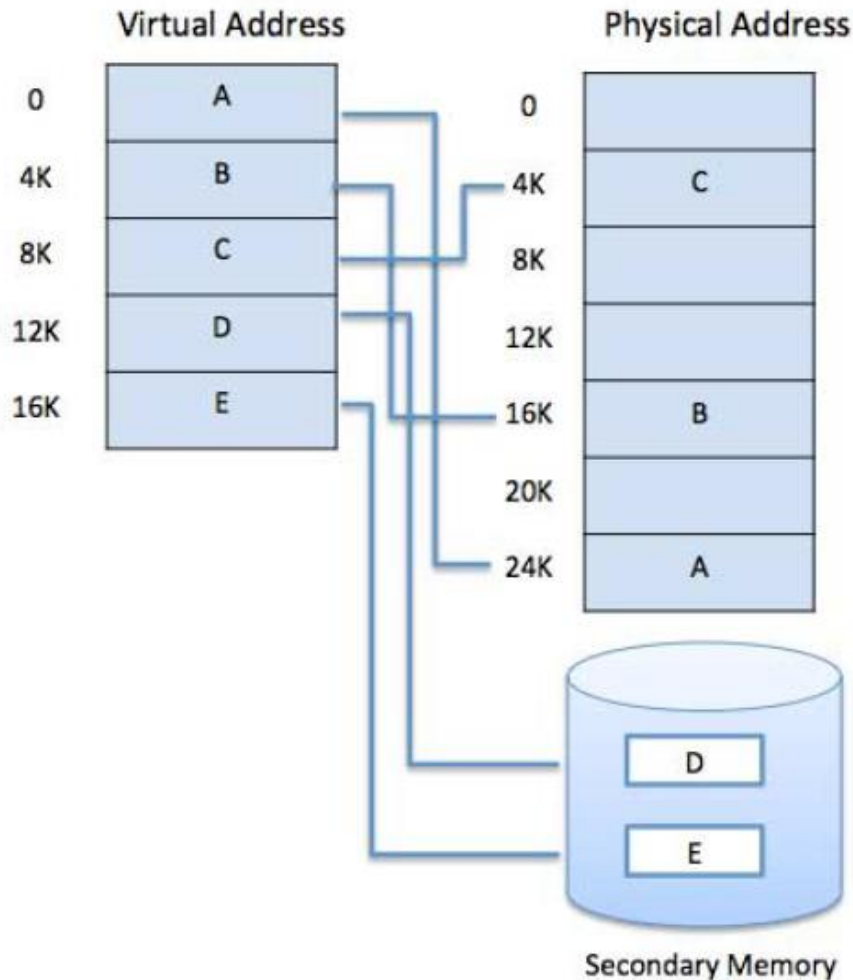 Virtual Address
0
A
4K
B
8K
C
12K
D
16K
E
Physical Address
0
4K
C
8K
12K
16K
B
20K
24K
A
D
E
Secondary Memory